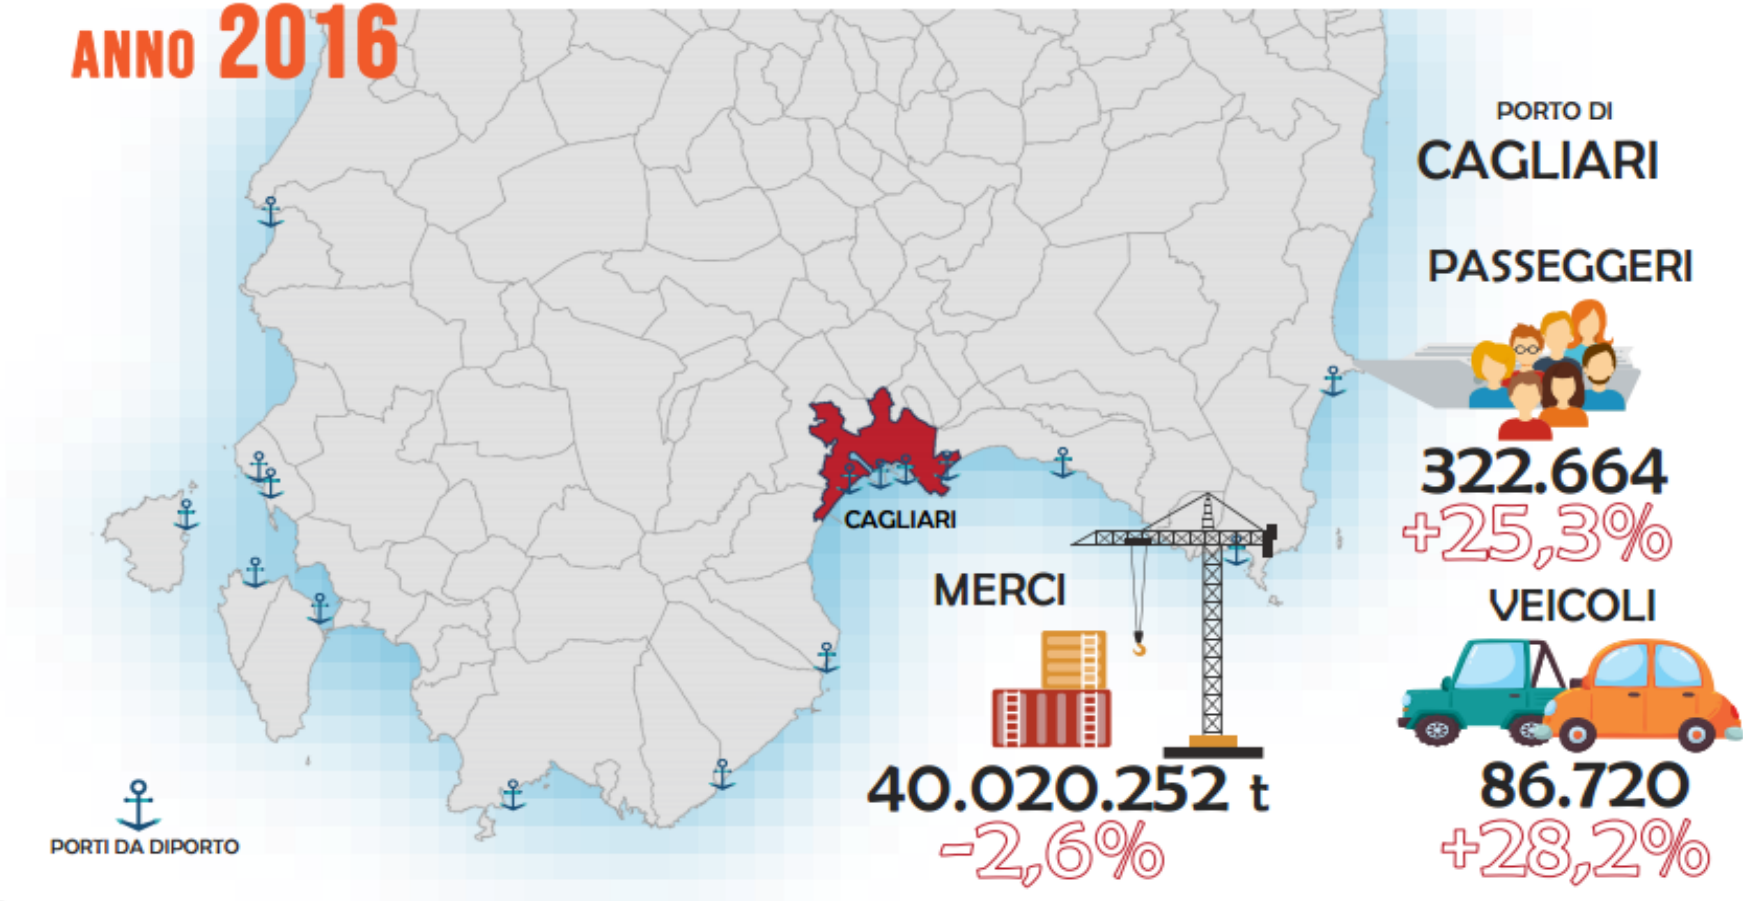 ANNO 2016
PORTO DI
CAGLIARI
PASSEGGERI
322.664
+25,3%
CAGLIARI
MERCI
VEICOLI
40.020.252 t
-2,6%
86.720
+28,2%
PORTI DA DIPORTO